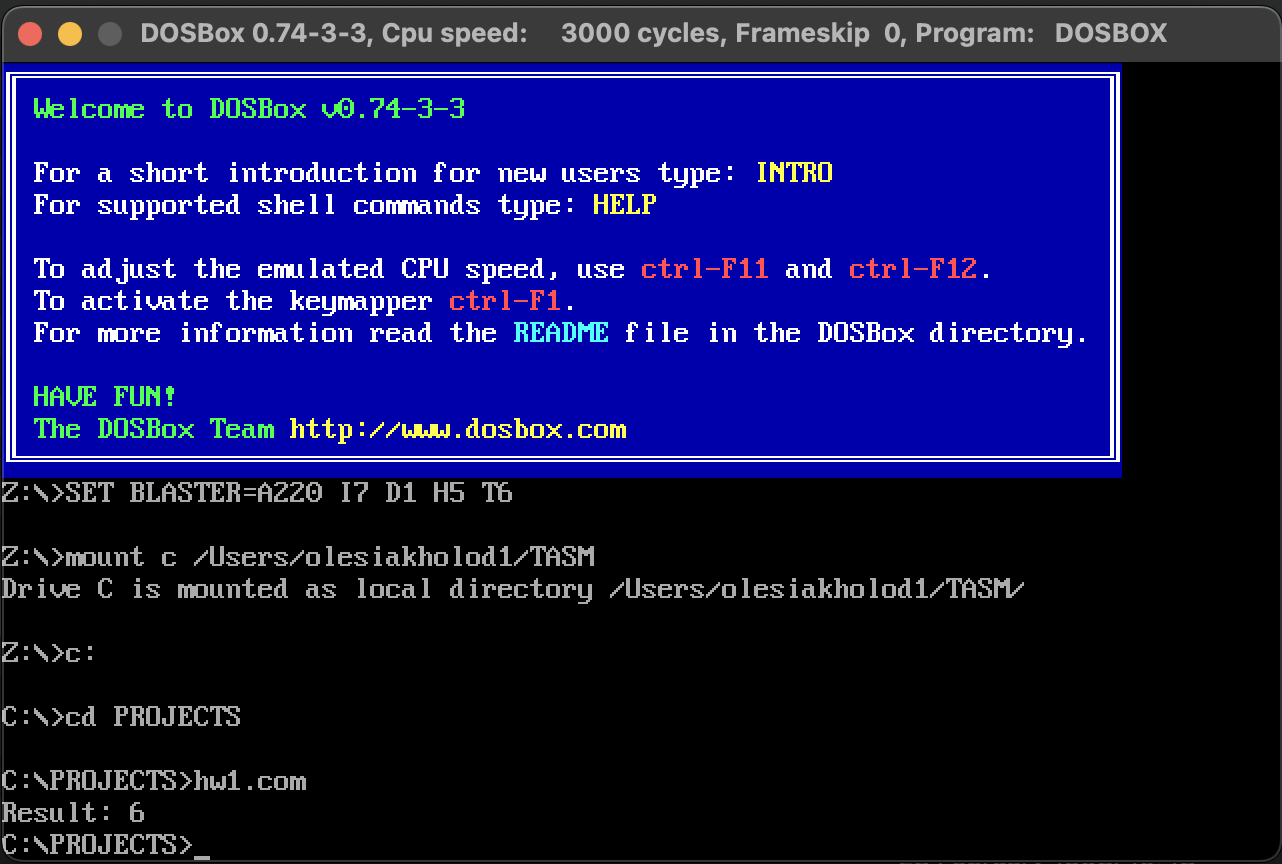 DOSBox 0.74-3-3, Cpu speed:    3000 cycles, Frameskip  0, Program:   DOSBOX
Welcome to DOSBox v0.74-3-3
For a short introduction for new users type: INTRO
For supported shell commands type: HELP
To adjust the emulated CPU speed, use ctrl-F11 and ctrl-F12.
To activate the keymapper ctrl-F1.
For more information read the README file in the DOSBox directory.
HAVE FUN!
The DOSBox Team http://www.dosbox.com
Z:\>SET BLASTER=A220 I7 D1 H5 T6
Z:\>mount c /Users/olesiakholod1/TASM
Drive C is mounted as local directory /Users/olesiakholod1/TASM/
Z:\>c:
C:\>cd PROJECTS
C:\PROJECTS>hw1.com
Result: 6
C:\PROJECTS>_